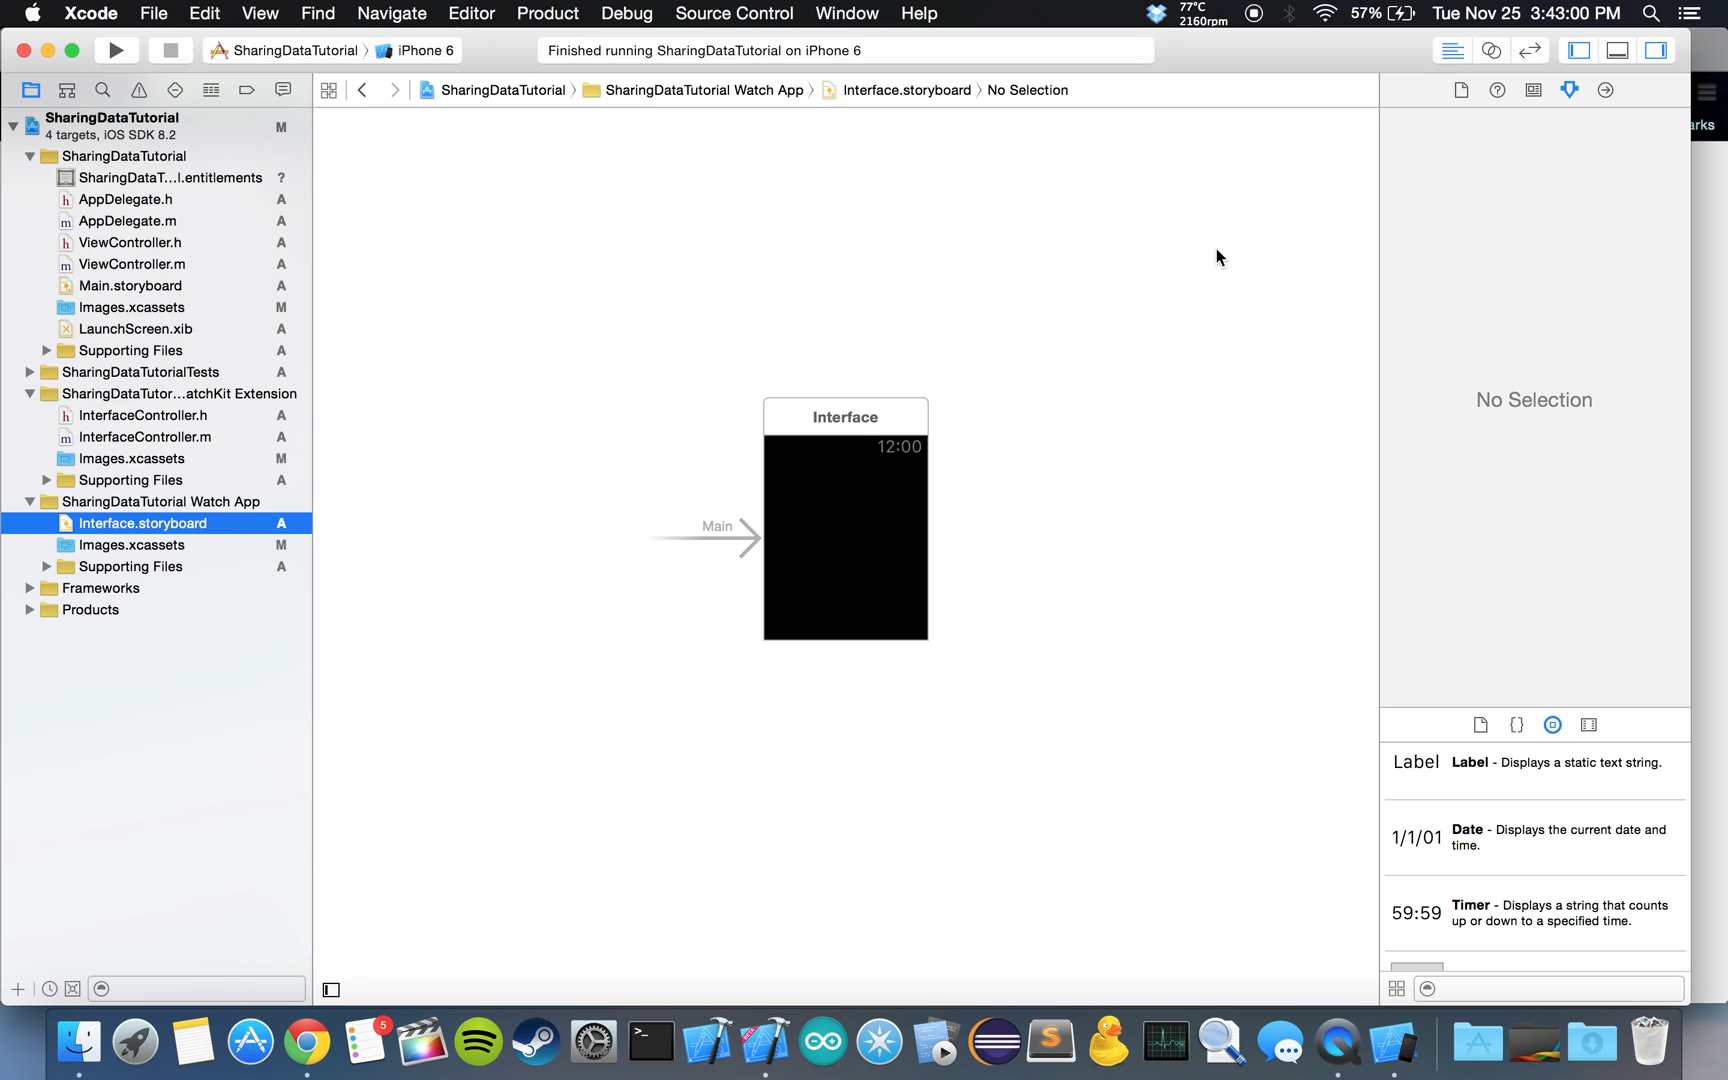 Xcode File Edit View Find Navigate Editor Product Debug Source Control Window Help 77°C 2160rpm 57% Tue Nov 25 3:43:00 PM
SharingDataTutorial iPhone 6 Finished running SharingDataTutorial on iPhone 6
SharingDataTutorial SharingDataTutorial Watch App Interface.storyboard No Selection
SharingDataTutorial M
4 targets, iOS SDK 8.2
SharingDataTutorial
SharingDataT...l.entitlements ?
h AppDelegate.h A
m AppDelegate.m A
h ViewController.h A
m ViewController.m A
Main.storyboard A
Images.xcassets M
LaunchScreen.xib A
Supporting Files A
SharingDataTutorialTests A
SharingDataTutor...atchKit Extension
h InterfaceController.h A
m InterfaceController.m A
Images.xcassets M
Supporting Files A
SharingDataTutorial Watch App
Interface.storyboard A
Images.xcassets M
Supporting Files A
Frameworks
Products
Interface
12:00
Main
No Selection
arks
Label Label - Displays a static text string.
1/1/01 Date - Displays the current date and
time.
59:59 Timer - Displays a string that counts
up or down to a specified time.
5